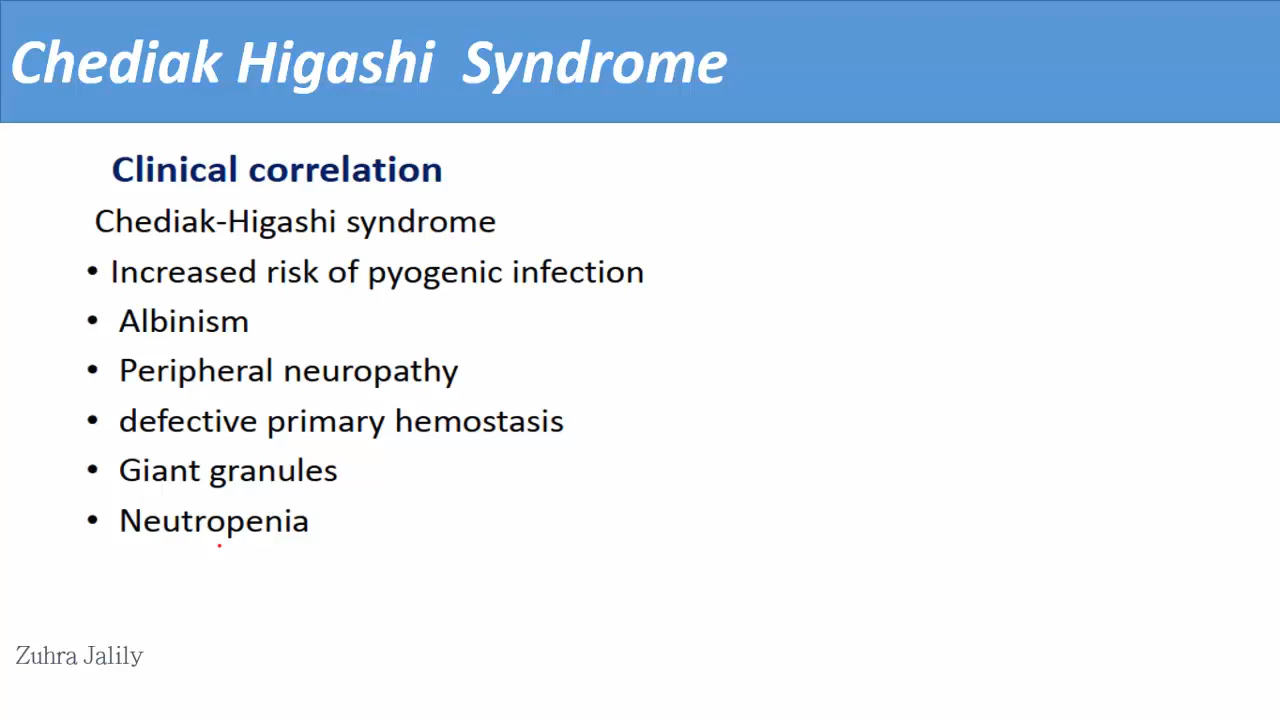 Chediak Higashi Syndrome
Clinical correlation
Chediak-Higashi syndrome
• Increased risk of pyogenic infection
• Albinism
• Peripheral neuropathy
• defective primary hemostasis
• Giant granules
• Neutropenia
Zuhra Jalily